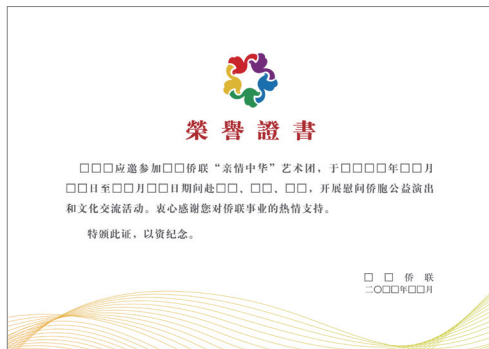 榮譽證書
□□□应邀参加□□侨联“亲情中华”艺术团，于□□□□年□□月
□□日至□□月□□日期间赴□□、□□、□□，开展慰问侨胞公益演出
和文化交流活动。衷心感谢您对侨联事业的热情支持。
特颁此证，以资纪念。
□□侨联
二〇□□年□□月